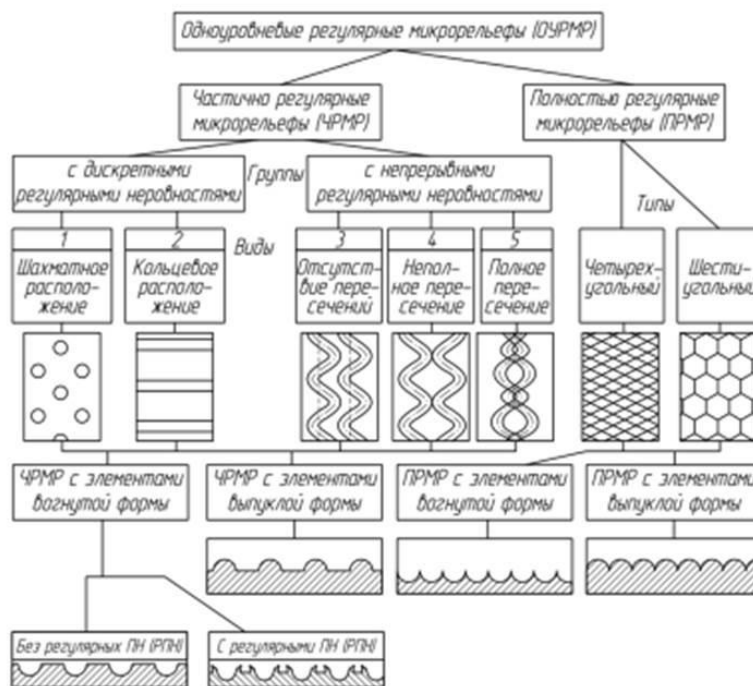 Одноуровневые регулярные микрорельефы (ОУРМР)
Частично регулярные
микрорельефы (ЧРМР)
Полностью регулярные
микрорельефы (ПРМР)
с дискретными
регулярными неровностями
Группы
с непрерывными
регулярными неровностями
Типы
Виды
1
Шахматное
располо-
жение
2
Кольцевое
располо-
жение
3
Отсутст-
вие пере-
сечений
4
Непол-
ное пере-
сечение
5
Полное
пере-
сечение
Четырех-
угольный
Шести-
угольный
ЧРМР с элементами
вогнутой формы
ЧРМР с элементами
выпуклой формы
ПРМР с элементами
вогнутой формы
ПРМР с элементами
выпуклой формы
Без регулярных ПН (РПН)
С регулярными ПН (РПН)